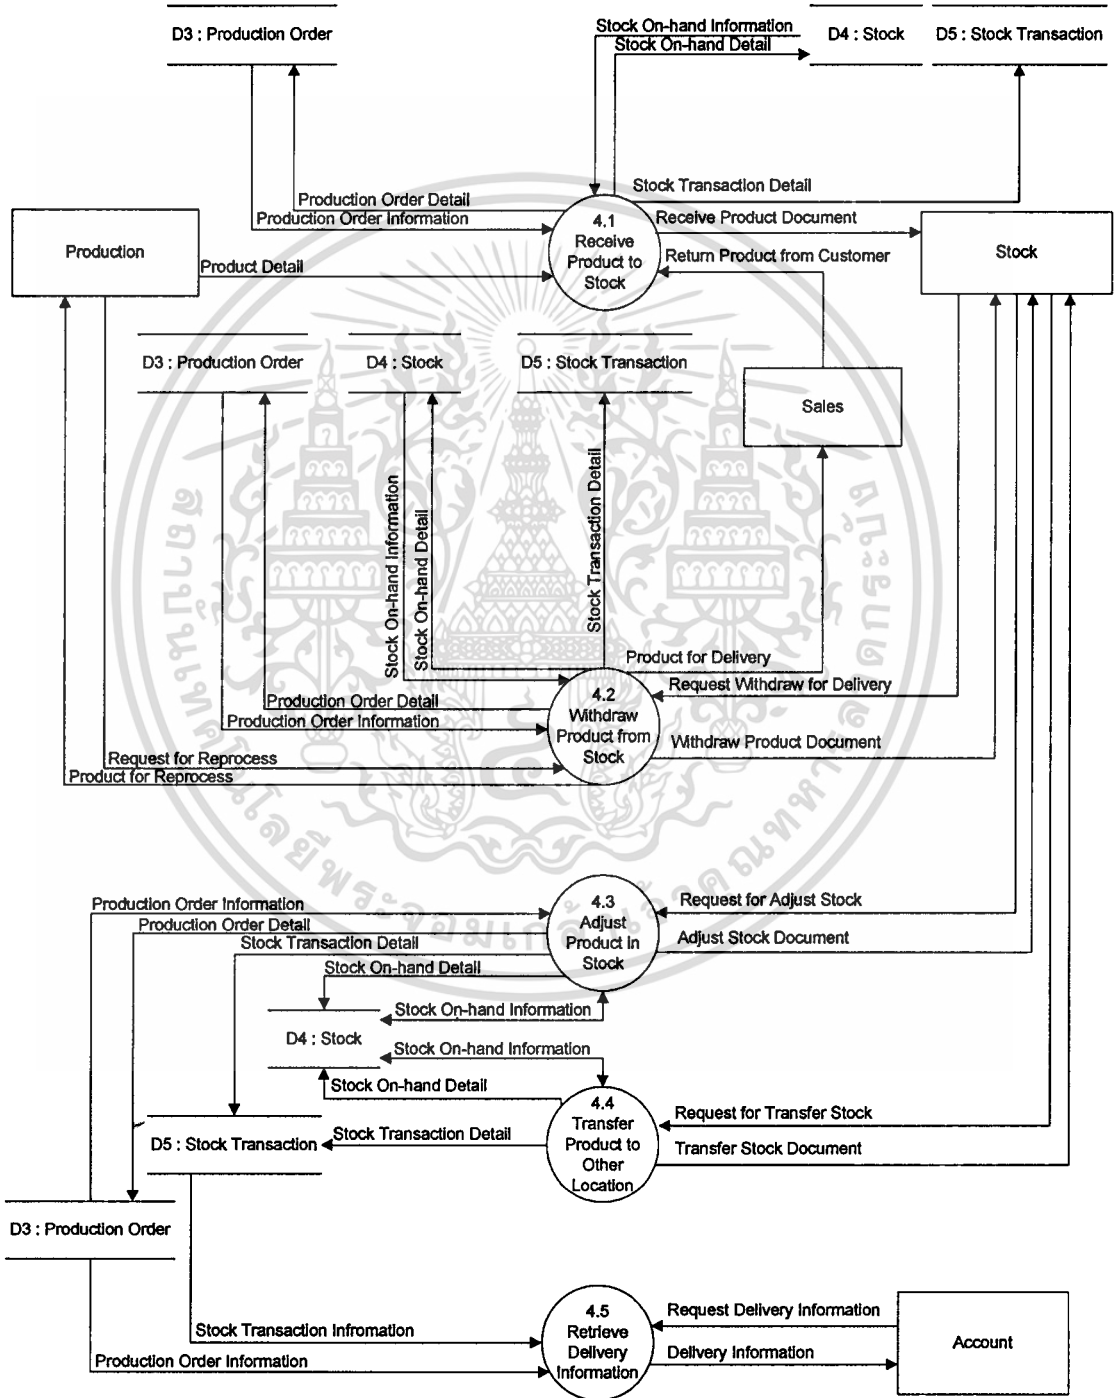 Stock On-hand Information
D3 : Production Order
D4 : Stock
D5 : Stock Transaction
Stock On-hand Detail
Stock Transaction Detail
Production Order Detail
Production Order Information
4.1
Receive
Product to
Stock
Receive Product Document
Production
Stock
Return Product from Customer
Product Detail
D3 : Production Order
D4 : Stock
D5 : Stock Transaction
Sales
Stock On-hand Information
Stock On-hand Detail
Stock Transaction Detail
Product for Delivery
Request Withdraw for Delivery
4.2
Withdraw
Product from
Stock
Production Order Detail
Production Order Information
Withdraw Product Document
Request for Reprocess
Product for Reprocess
Production Order Information
Production Order Detail
Stock Transaction Detail
Stock On-hand Detail
4.3
Adjust
Product in
Stock
Request for Adjust Stock
Adjust Stock Document
Stock On-hand Information
D4 : Stock
Stock On-hand Information
Stock On-hand Detail
4.4
Transfer
Product to
Other
Location
Request for Transfer Stock
Transfer Stock Document
D5 : Stock Transaction
Stock Transaction Detail
D3 : Production Order
4.5
Retrieve
Delivery
Information
Request Delivery Information
Delivery Information
Account
Stock Transaction Infromation
Production Order Information